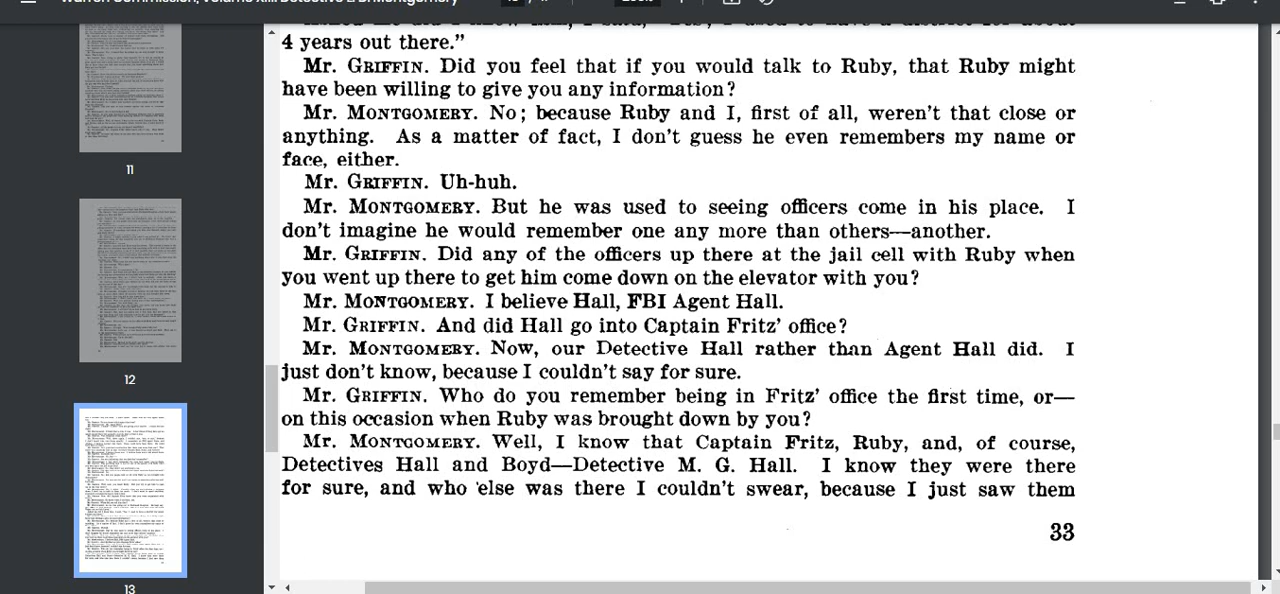 4 years out there."
Mr. GRIFFIN. Did you feel that if you would talk to Ruby, that Ruby might
have been willing to give you any information?
Mr. MONTGOMERY. No; because Ruby and I, first of all, weren't that close or
anything. As a matter of fact, I don't guess he even remembers my name or
face, either.
Mr. GRIFFIN. Uh-huh.
Mr. MONTGOMERY. But he was used to seeing officers come in his place. I
don't imagine he would remember one any more than others—another.
Mr. GRIFFIN. Did any of the officers up there at the jail cell with Ruby when
you went up there to get him come down on the elevator with you?
Mr. MONTGOMERY. I believe Hall, FBI Agent Hall.
Mr. GRIFFIN. And did Hall go into Captain Fritz' office?
Mr. MONTGOMERY. Now, our Detective Hall rather than Agent Hall did. I
just don't know, because I couldn't say for sure.
Mr. GRIFFIN. Who do you remember being in Fritz' office the first time, or—
on this occasion when Ruby was brought down by you?
Mr. MONTGOMERY. Well, I know that Captain Fritz, Ruby, and, of course,
Detectives Hall and Boyd—Detective M. G. Hall. I know they were there
for sure, and who else was there I couldn't swear because I just saw them
33
11
12
13